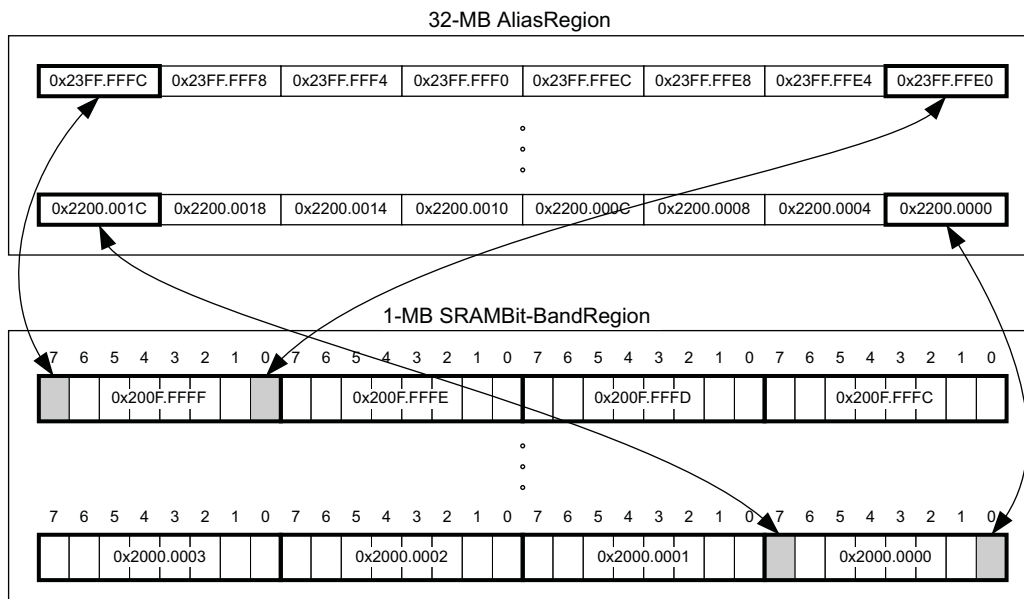 32-MB AliasRegion
0x23FF.FFFC 0x23FF.FFF8 0x23FF.FFF4 0x23FF.FFF0 0x23FF.FFEC 0x23FF.FFE8 0x23FF.FFE4 0x23FF.FFE0
0x2200.001C 0x2200.0018 0x2200.0014 0x2200.0010 0x2200.000C 0x2200.0008 0x2200.0004 0x2200.0000
1-MB SRAMBit-BandRegion
7 6 5 4 3 2 1 0 7 6 5 4 3 2 1 0 7 6 5 4 3 2 1 0 7 6 5 4 3 2 1 0
0x200F.FFFF 0x200F.FFFE 0x200F.FFFD 0x200F.FFFC
7 6 5 4 3 2 1 0 7 6 5 4 3 2 1 0 7 6 5 4 3 2 1 0 7 6 5 4 3 2 1 0
0x2000.0003 0x2000.0002 0x2000.0001 0x2000.0000